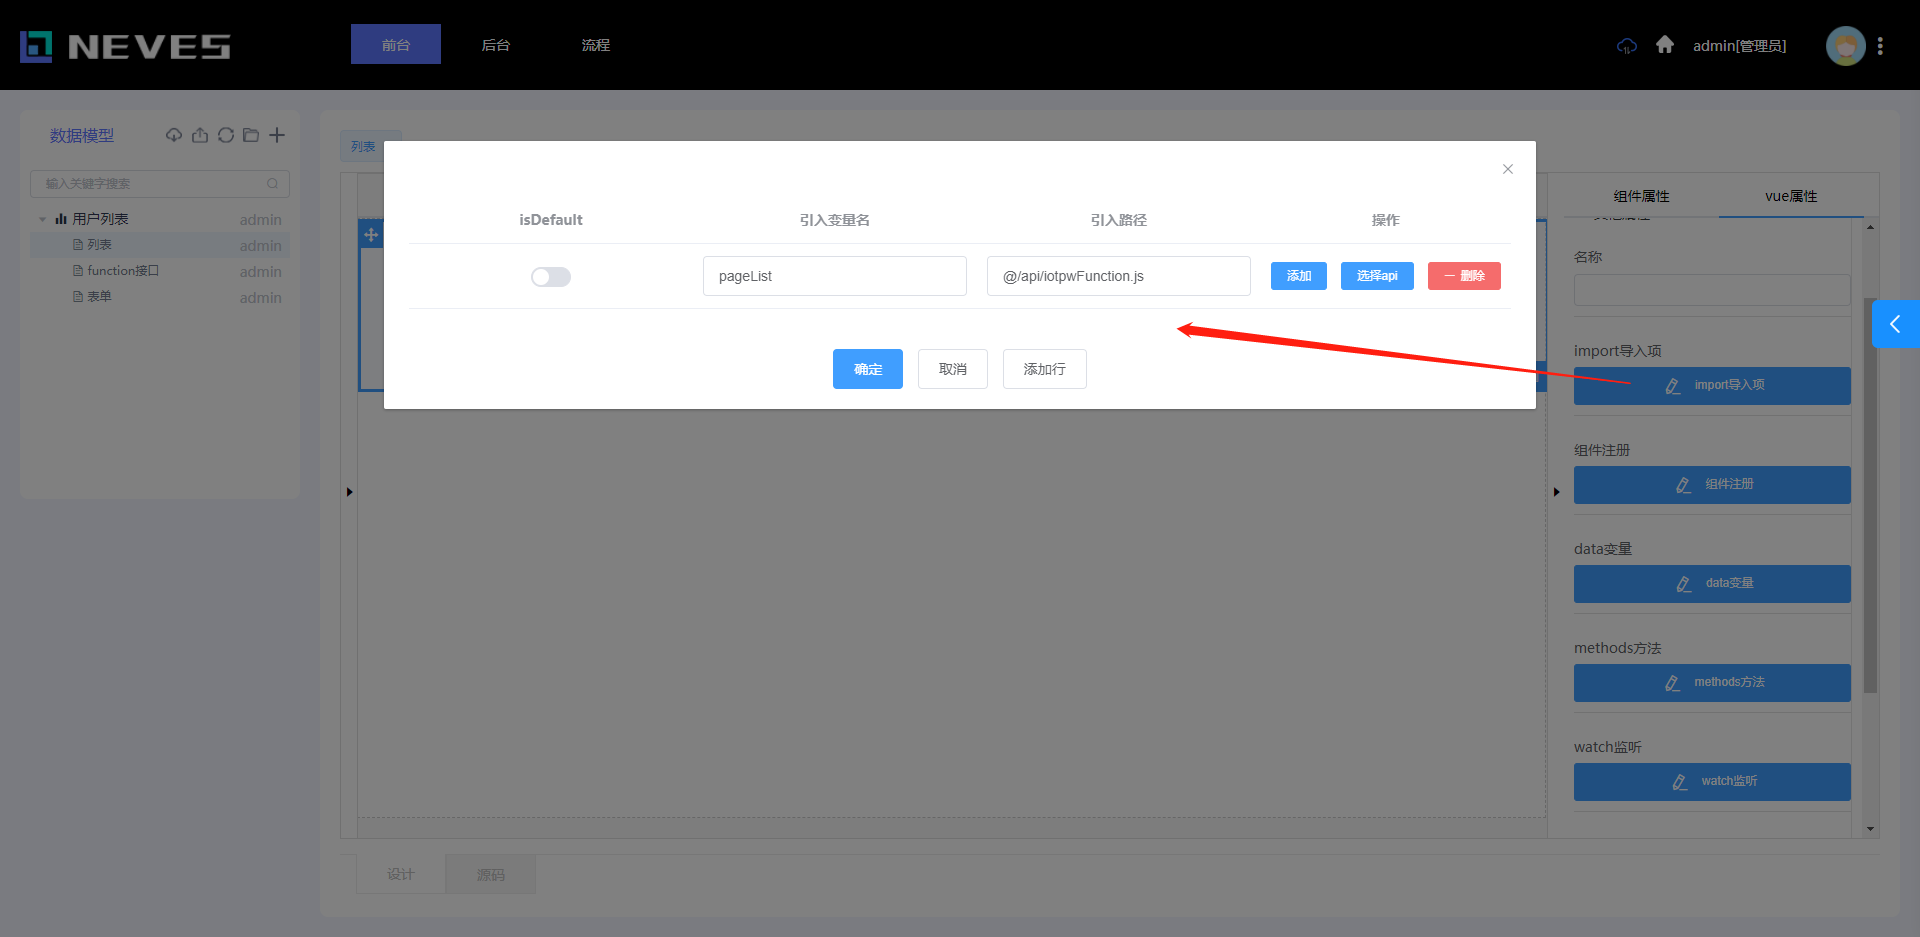 NEVES
前台
后台
流程
admin[管理员]
数据模型
输入关键字搜索
用户列表 admin
列表 admin
function接口 admin
表单 admin
列表
isDefault 引入变量名 引入路径 操作
pageList @/api/iotpwFunction.js 添加 选择api 删除
确定 取消 添加行
组件属性 vue属性
名称
import导入项
import导入项
组件注册
组件注册
data变量
data变量
methods方法
methods方法
watch监听
watch监听
设计 源码